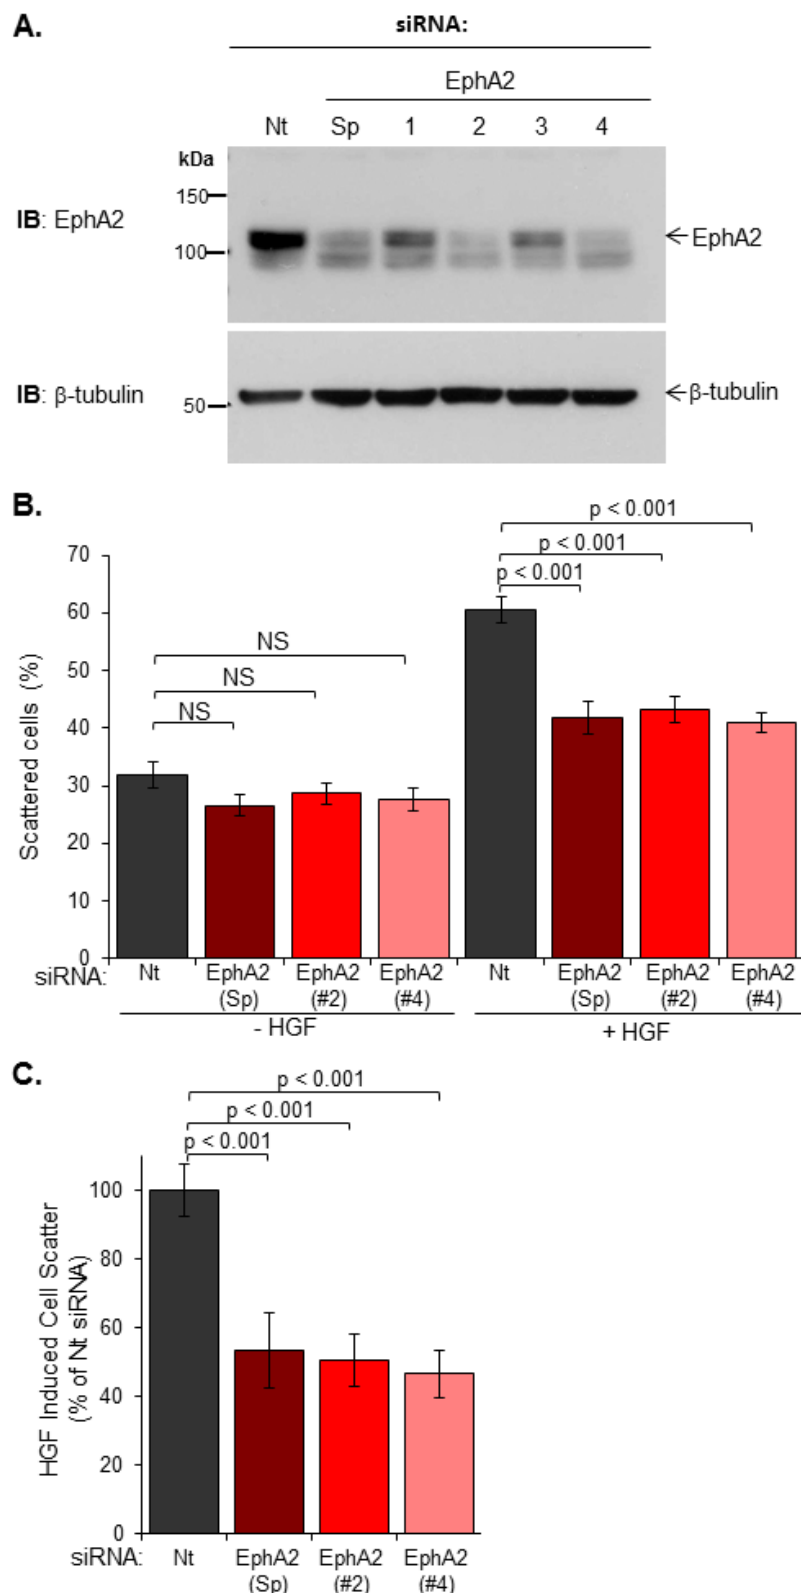 A.
siRNA:
EphA2
Nt Sp 1 2 3 4
kDa
150
IB: EphA2
EphA2
100
IB: β-tubulin
β-tubulin
50
B.
p < 0.001
p < 0.001
p < 0.001
NS
NS
NS
Scattered cells (%)
70
60
50
40
30
20
10
0
siRNA: Nt EphA2 EphA2 EphA2 Nt EphA2 EphA2 EphA2
(Sp) (#2) (#4) (Sp) (#2) (#4)
- HGF + HGF
C.
p < 0.001
p < 0.001
p < 0.001
HGF Induced Cell Scatter
(% of Nt siRNA)
100
80
60
40
20
0
siRNA: Nt EphA2 EphA2 EphA2
(Sp) (#2) (#4)